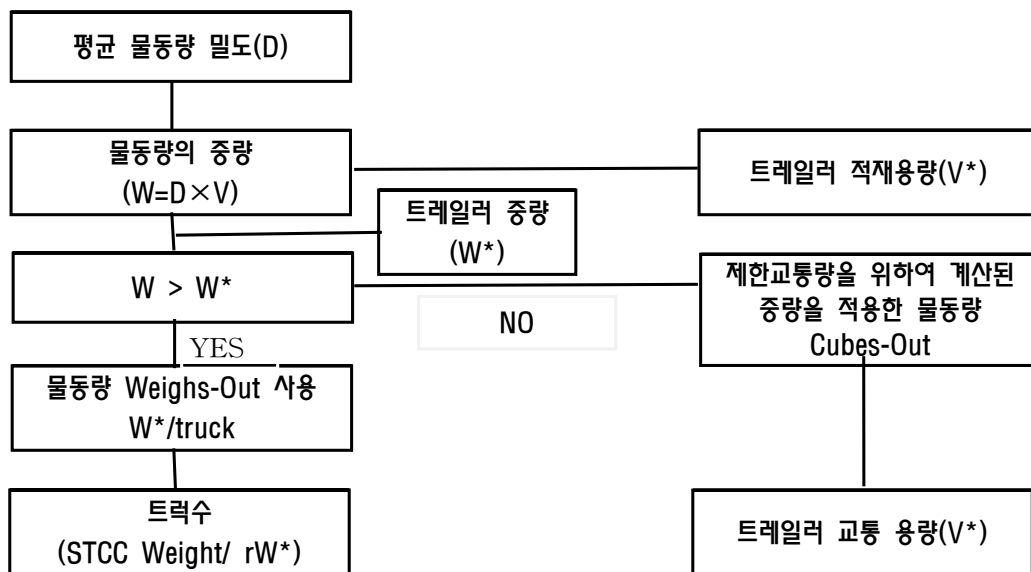 평균 물동량 밀도(D)
물동량의 중량
(W=D×V)
트레일러 적재용량(V*)
트레일러 중량
(W*)
W > W*
제한교통량을 위하여 계산된
중량을 적용한 물동량
Cubes-Out
NO
YES
물동량 Weighs-Out 사용
W*/truck
트럭수
(STCC Weight/ rW*)
트레일러 교통 용량(V*)